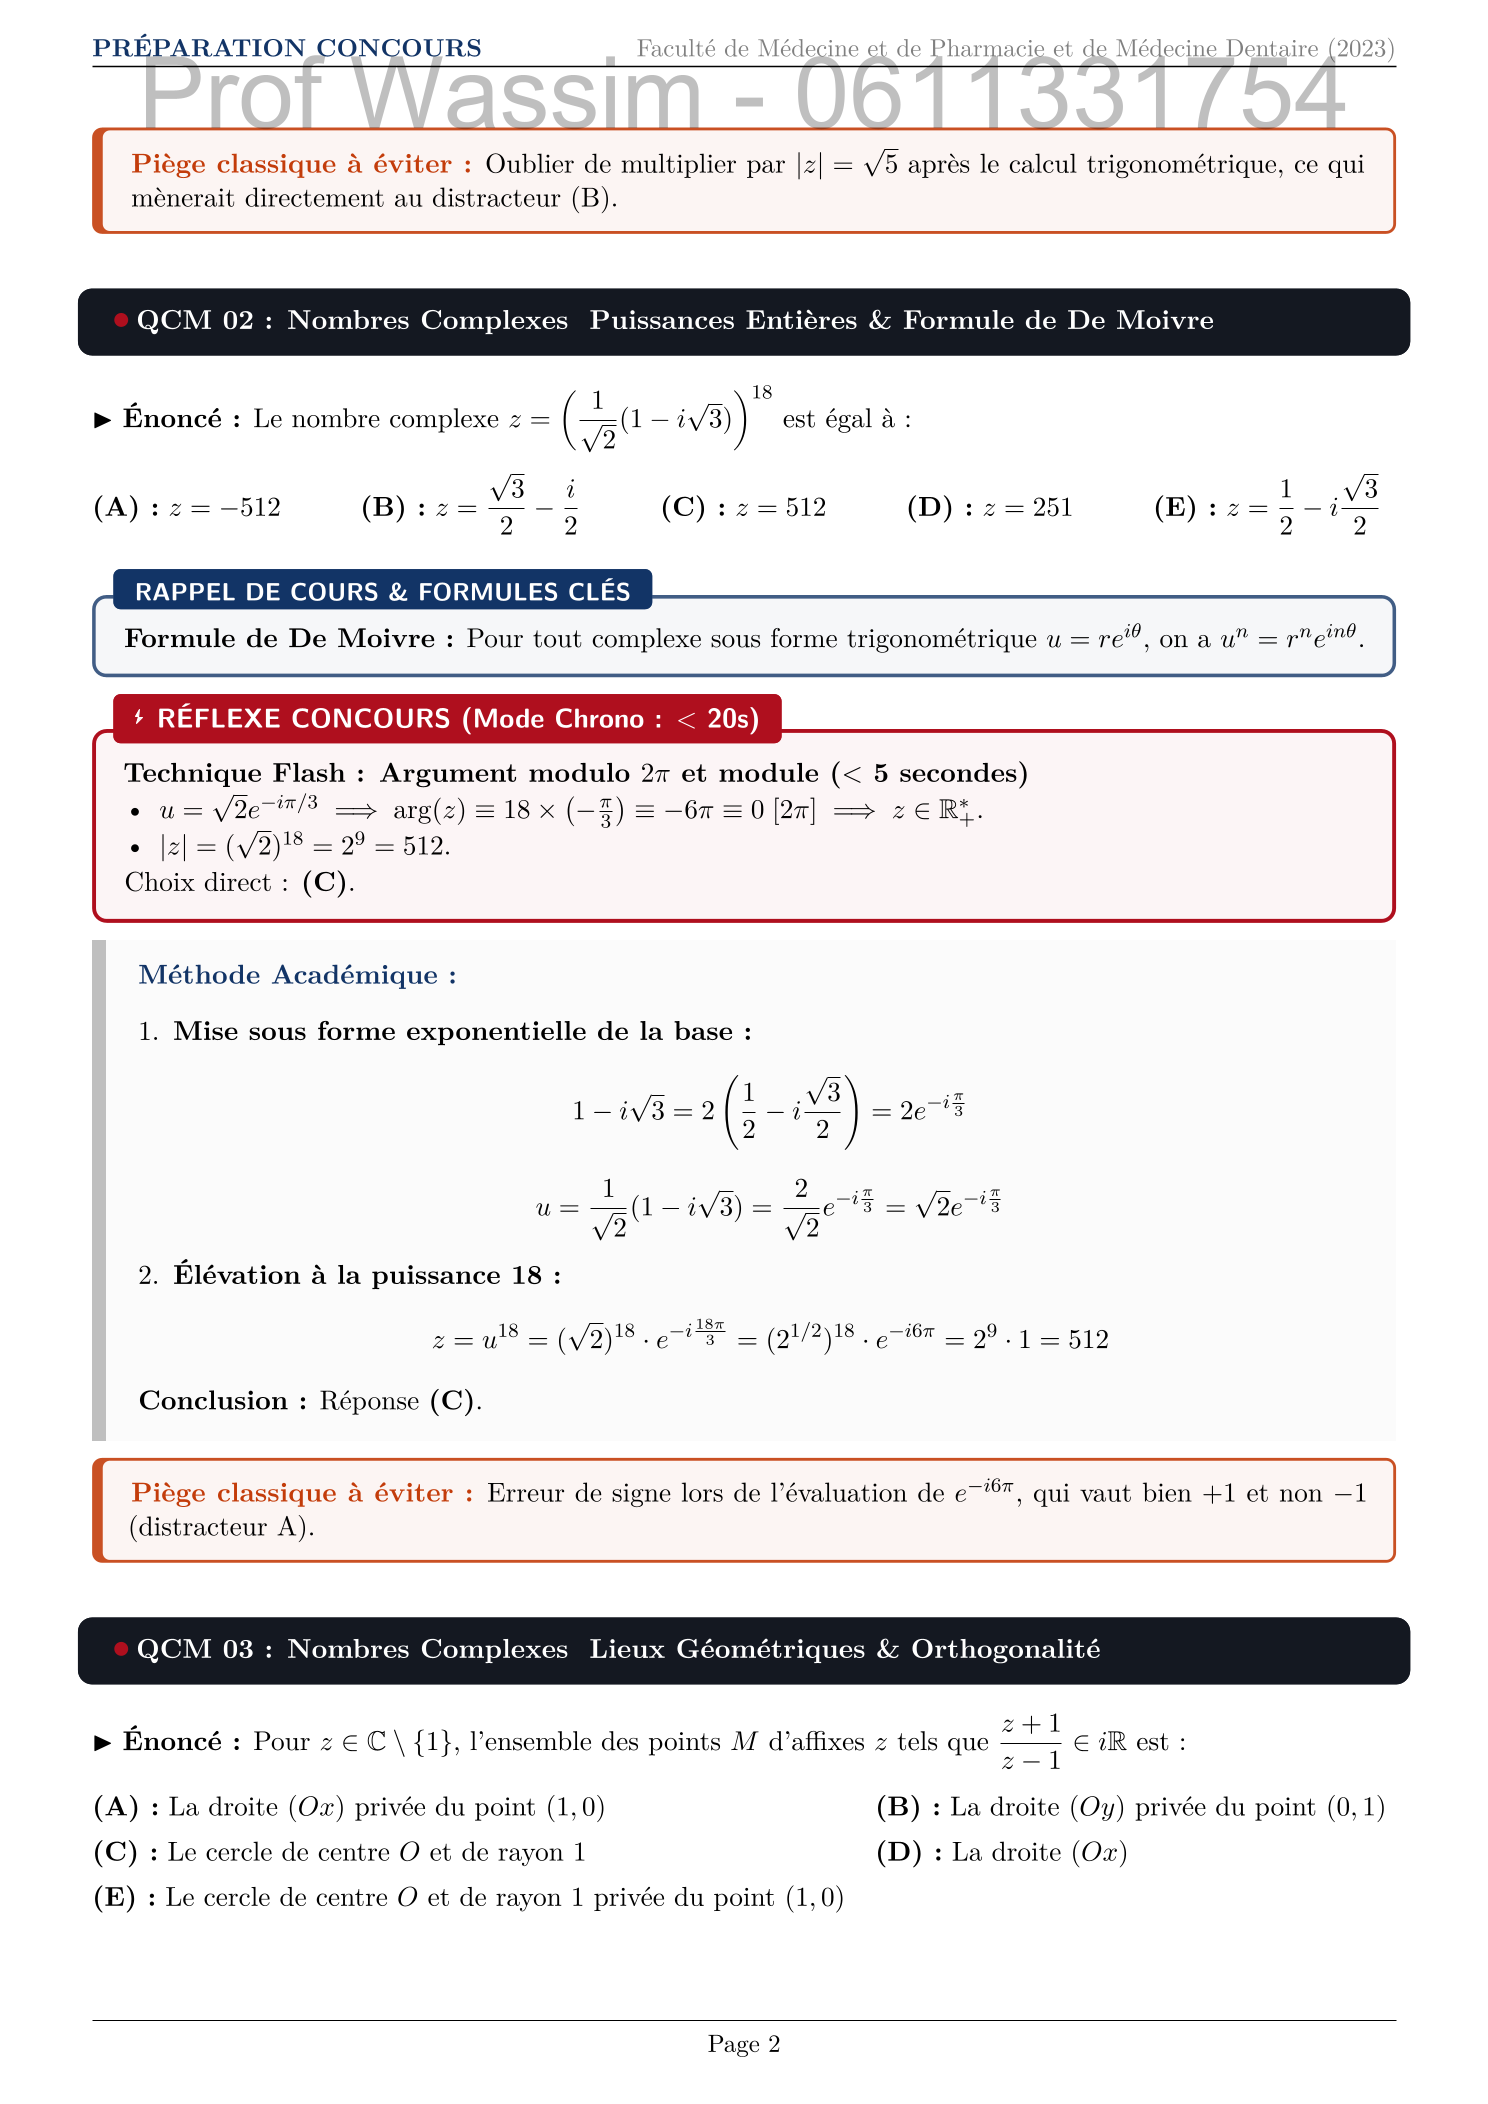 PRÉPARATION CONCOURS Faculté de Médecine et de Pharmacie et de Médecine Dentaire (2023)
Prof Wassim - 0611331754
Piège classique à éviter : Oublier de multiplier par |z| = √5 après le calcul trigonométrique, ce qui
mènerait directement au distracteur (B).
● QCM 02 : Nombres Complexes Puissances Entières & Formule de De Moivre
▶ Énoncé : Le nombre complexe z = (1/√2 (1 − i√3))^18 est égal à :
(A) : z = −512 (B) : z = √3/2 − i/2 (C) : z = 512 (D) : z = 251 (E) : z = 1/2 − i√3/2
RAPPEL DE COURS & FORMULES CLÉS
Formule de De Moivre : Pour tout complexe sous forme trigonométrique u = re^{iθ}, on a u^n = r^n e^{inθ}.
RÉFLEXE CONCOURS (Mode Chrono : < 20s)
Technique Flash : Argument modulo 2π et module (< 5 secondes)
• u = √2e^{−iπ/3} ⟹ arg(z) ≡ 18 × (−π/3) ≡ −6π ≡ 0 [2π] ⟹ z ∈ ℝ*₊.
• |z| = (√2)^18 = 2^9 = 512.
Choix direct : (C).
Méthode Académique :
1. Mise sous forme exponentielle de la base :
1 − i√3 = 2 (1/2 − i√3/2) = 2e^{−iπ/3}
u = 1/√2 (1 − i√3) = 2/√2 e^{−iπ/3} = √2e^{−iπ/3}
2. Élévation à la puissance 18 :
z = u^18 = (√2)^18 · e^{−i18π/3} = (2^{1/2})^18 · e^{−i6π} = 2^9 · 1 = 512
Conclusion : Réponse (C).
Piège classique à éviter : Erreur de signe lors de l'évaluation de e^{−i6π}, qui vaut bien +1 et non −1
(distracteur A).
● QCM 03 : Nombres Complexes Lieux Géométriques & Orthogonalité
▶ Énoncé : Pour z ∈ ℂ \ {1}, l'ensemble des points M d'affixes z tels que (z + 1)/(z − 1) ∈ iℝ est :
(A) : La droite (Ox) privée du point (1, 0) (B) : La droite (Oy) privée du point (0, 1)
(C) : Le cercle de centre O et de rayon 1 (D) : La droite (Ox)
(E) : Le cercle de centre O et de rayon 1 privée du point (1, 0)
Page 2